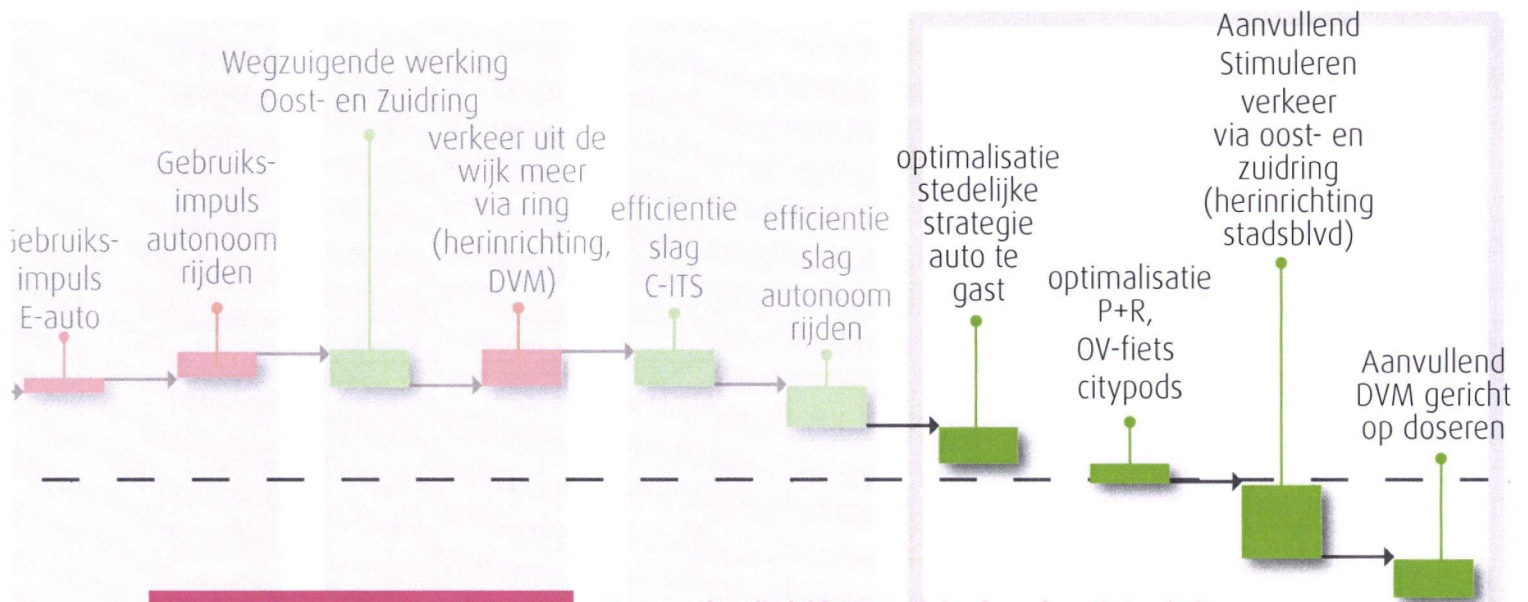 Gebruiks-
impuls
E-auto
Gebruiks-
impuls
autonoom
rijden
Wegzuigende werking
Oost- en Zuidring
verkeer uit de
wijk meer
via ring
(herinrichting,
DVM)
efficientie
slag
C-ITS
efficientie
slag
autonoom
rijden
optimalisatie
stedelijke
strategie
auto te
gast
optimalisatie
P+R,
OV-fiets
citypods
Aanvullend
Stimuleren
verkeer
via oost- en
zuidring
(herinrichting
stadsblvd)
Aanvullend
DVM gericht
op doseren